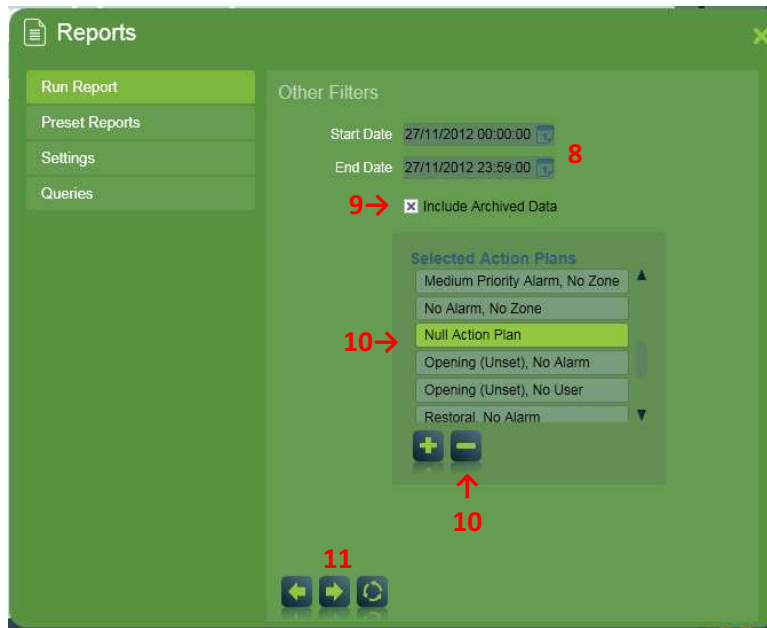 Reports
Run Report
Preset Reports
Settings
Queries
Other Filters
Start Date 27/11/2012 00:00:00
8
End Date 27/11/2012 23:59:00
9→ Include Archived Data
Selected Action Plans
Medium Priority Alarm, No Zone
No Alarm, No Zone
10→ Null Action Plan
Opening (Unset), No Alarm
Opening (Unset), No User
Restoral, No Alarm
↑
10
11